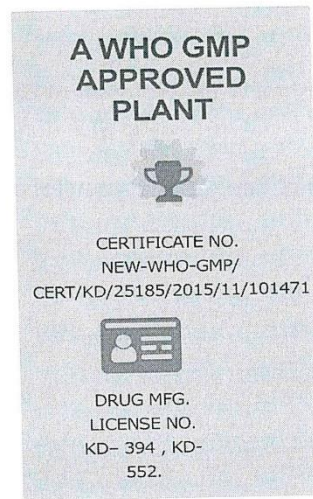 A WHO GMP
APPROVED
PLANT
CERTIFICATE NO.
NEW-WHO-GMP/
CERT/KD/25185/2015/11/101471
DRUG MFG.
LICENSE NO.
KD– 394 , KD-
552.